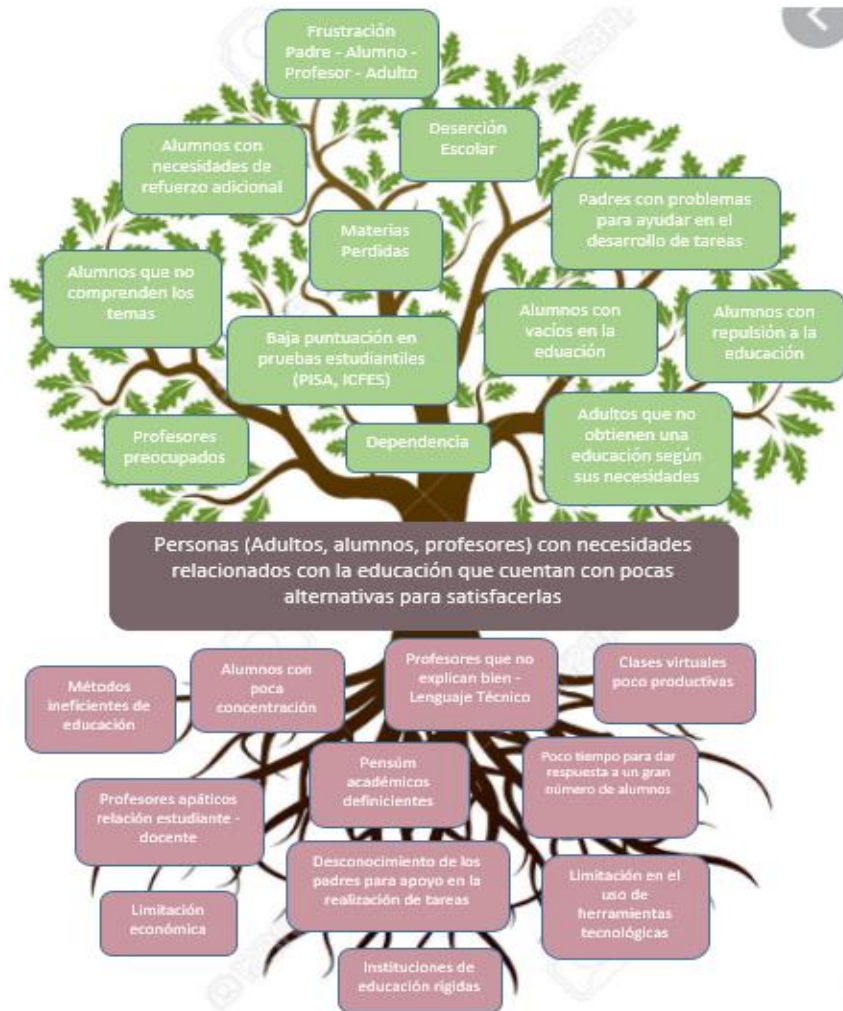 Frustración
Padre - Alumno -
Profesor - Adulto
Deserción
Escolar
Alumnos con
necesidades de
refuerzo adicional
Padres con problemas
para ayudar en el
desarrollo de tareas
Materias
Perdidas
Alumnos que no
comprenden los
temas
Alumnos con
vacíos en la
eduación
Alumnos con
repulsión a la
educación
Baja puntuación en
pruebas estudiantiles
(PISA, ICFES)
Profesores
preocupados
Dependencia
Adultos que no
obtienen una
educación según
sus necesidades
Personas (Adultos, alumnos, profesores) con necesidades
relacionados con la educación que cuentan con pocas
alternativas para satisfacerlas
Métodos
ineficientes de
educación
Alumnos con
poca
concentración
Profesores que no
explican bien -
Lenguaje Técnico
Clases virtuales
poco productivas
Pensúm
académicos
definicientes
Poco tiempo para dar
respuesta a un gran
número de alumnos
Profesores apáticos
relación estudiante -
docente
Desconocimiento de los
padres para apoyo en la
realización de tareas
Limitación en el
uso de
herramientas
tecnológicas
Limitación
económica
Instituciones de
educación rígidas